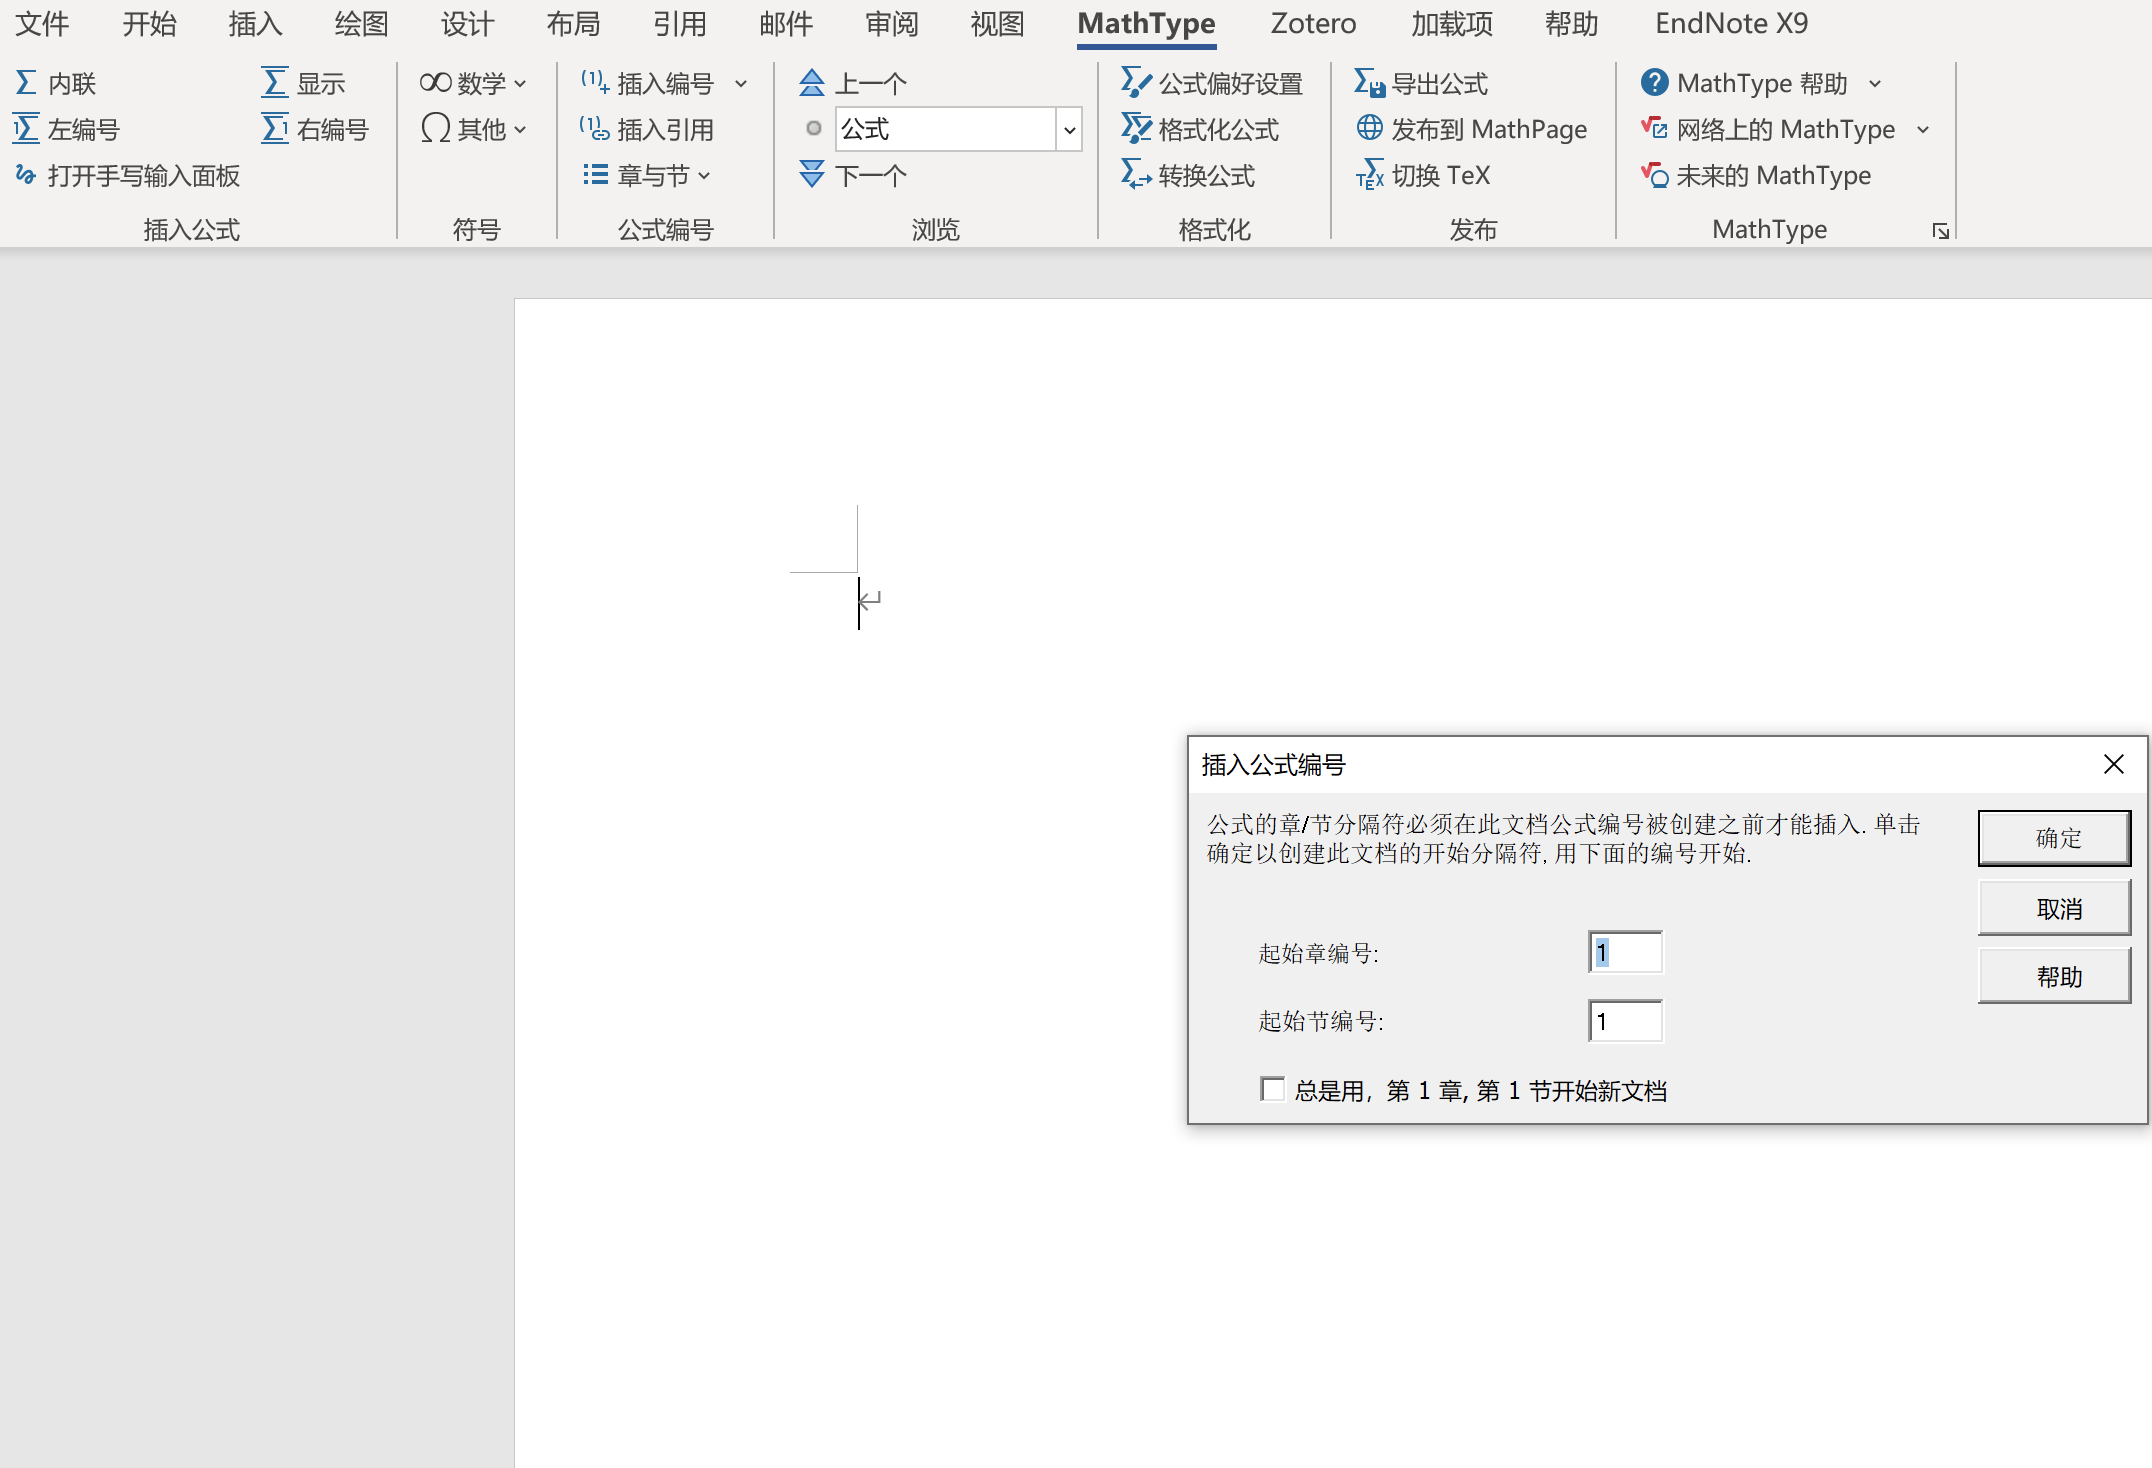 文件 开始 插入 绘图 设计 布局 引用 邮件 审阅 视图 MathType Zotero 加载项 帮助 EndNote X9
内联 显示 数学 插入编号 上一个 公式偏好设置 导出公式 MathType 帮助
左编号 右编号 其他 插入引用 公式 格式化公式 发布到 MathPage 网络上的 MathType
打开手写输入面板 章与节 下一个 转换公式 切换 TeX 未来的 MathType
插入公式 符号 公式编号 浏览 格式化 发布 MathType
插入公式编号
公式的章/节分隔符必须在此文档公式编号被创建之前才能插入. 单击
确定以创建此文档的开始分隔符, 用下面的编号开始.
确定
取消
起始章编号: 1
帮助
起始节编号: 1
总是用, 第 1 章, 第 1 节开始新文档